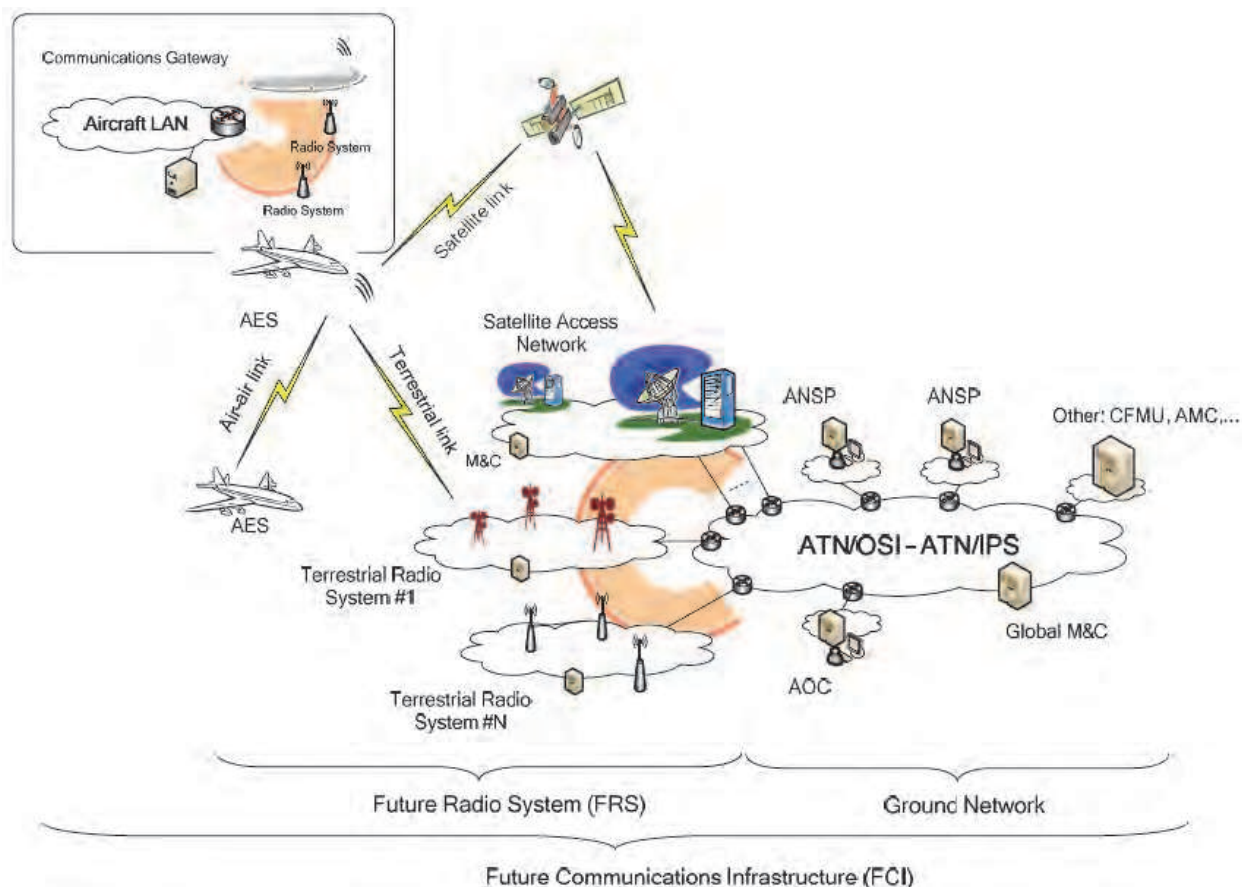 Communications Gateway
Aircraft LAN
Radio System
Radio System
Satellite link
AES
Air-air link
Terrestrial link
AES
Satellite Access
Network
M&C
ANSP
ANSP
Other: CFMU, AMC,...
ATN/OSI - ATN/IPS
Terrestrial Radio
System #1
Global M&C
AOC
Terrestrial Radio
System #N
Future Radio System (FRS)
Ground Network
Future Communications Infrastructure (FCI)